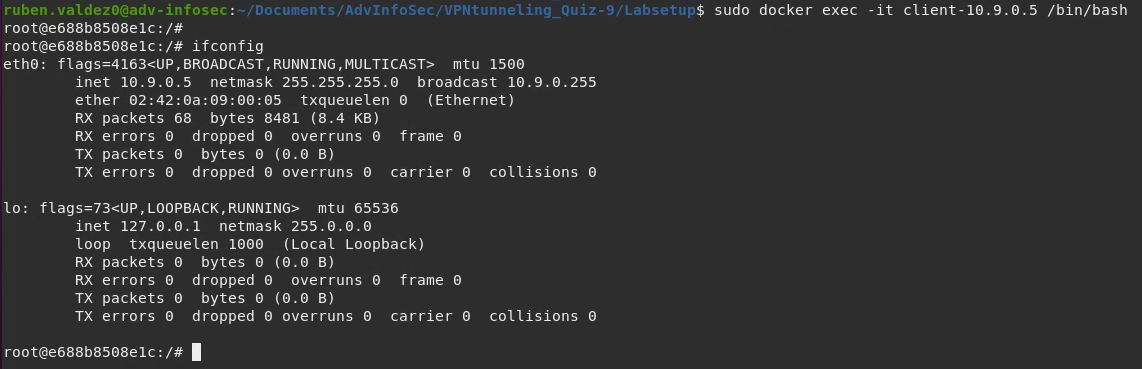 ruben.valdez0@adv-infosec:~/Documents/AdvInfoSec/VPNtunneling_Quiz-9/Labsetup$ sudo docker exec -it client-10.9.0.5 /bin/bash
root@e688b8508e1c:/#
root@e688b8508e1c:/# ifconfig
eth0: flags=4163<UP,BROADCAST,RUNNING,MULTICAST>  mtu 1500
        inet 10.9.0.5  netmask 255.255.255.0  broadcast 10.9.0.255
        ether 02:42:0a:09:00:05  txqueuelen 0  (Ethernet)
        RX packets 68  bytes 8481 (8.4 KB)
        RX errors 0  dropped 0  overruns 0  frame 0
        TX packets 0  bytes 0 (0.0 B)
        TX errors 0  dropped 0 overruns 0  carrier 0  collisions 0

lo: flags=73<UP,LOOPBACK,RUNNING>  mtu 65536
        inet 127.0.0.1  netmask 255.0.0.0
        loop  txqueuelen 1000  (Local Loopback)
        RX packets 0  bytes 0 (0.0 B)
        RX errors 0  dropped 0  overruns 0  frame 0
        TX packets 0  bytes 0 (0.0 B)
        TX errors 0  dropped 0 overruns 0  carrier 0  collisions 0

root@e688b8508e1c:/#